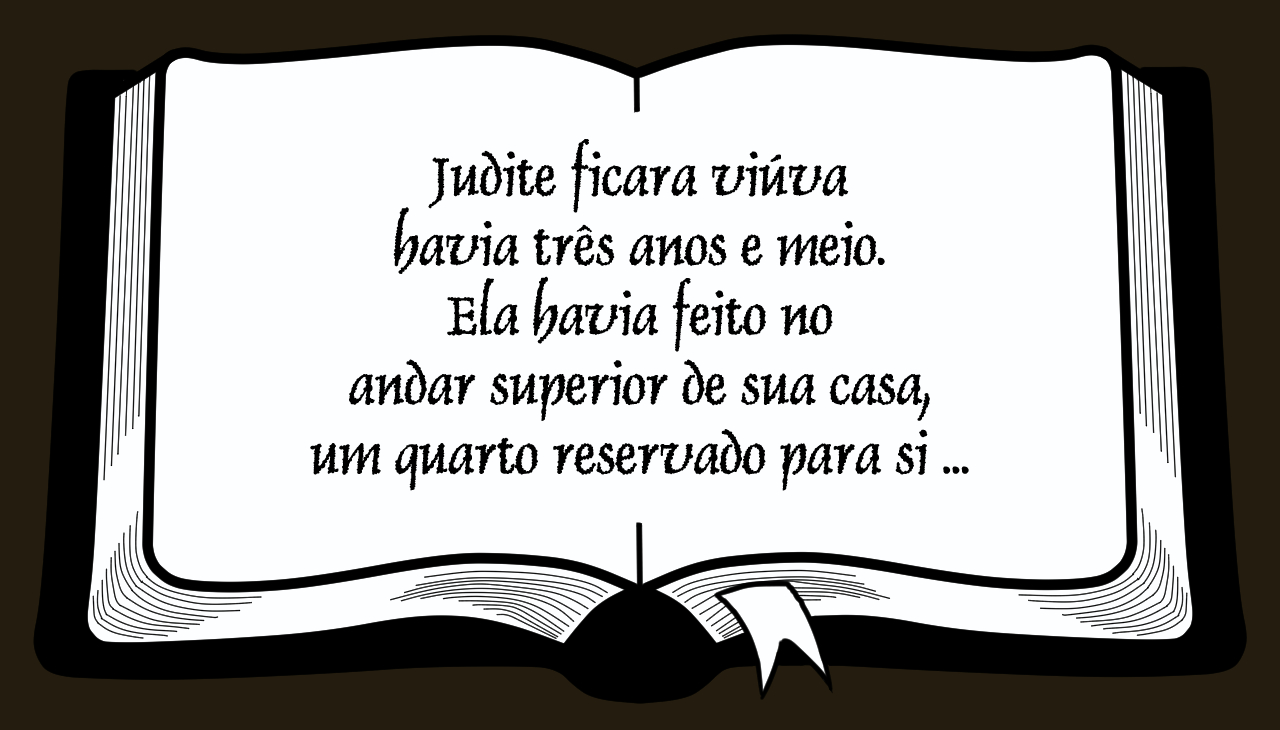 Judite ficara viúva
havia três anos e meio.
Ela havia feito no
andar superior de sua casa,
um quarto reservado para si ...